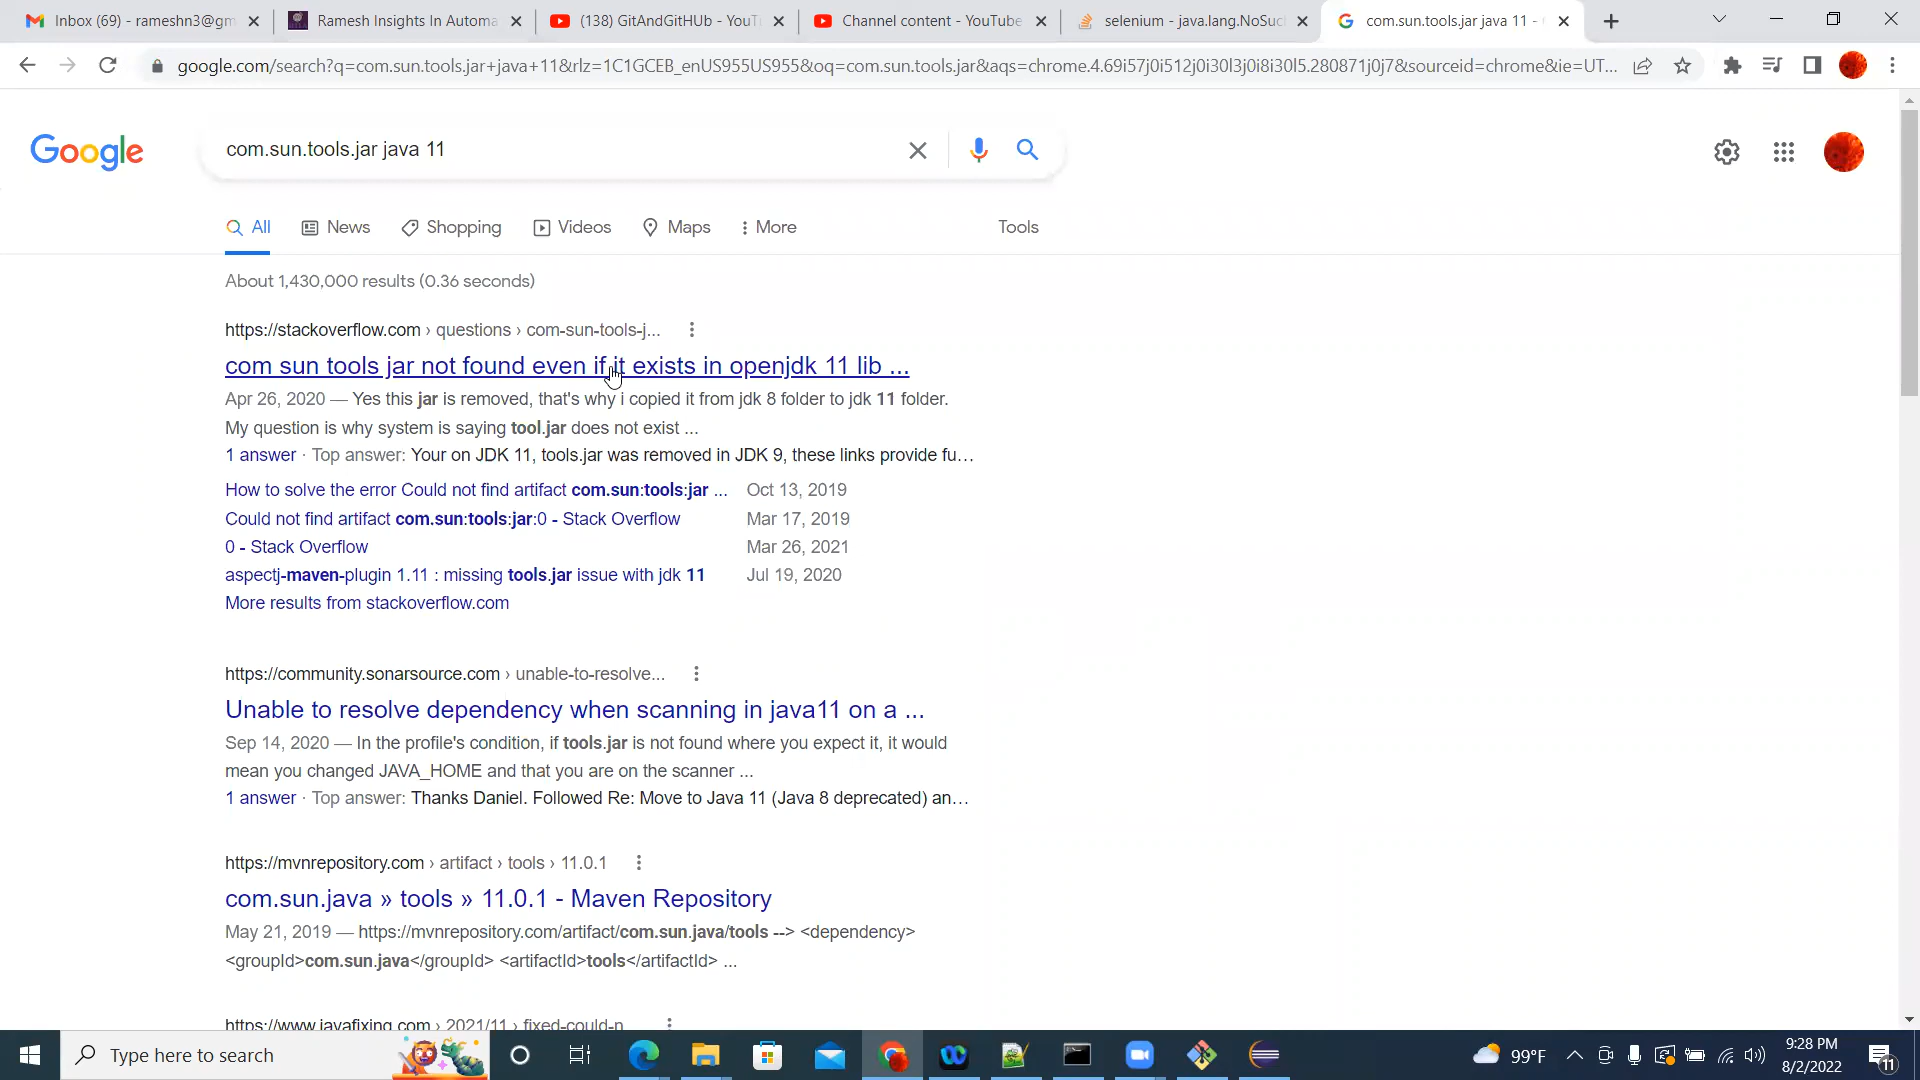 Inbox (69) - rameshn3@gm
Ramesh Insights In Automa
(138) GitAndGitHUb - YouT
Channel content - YouTube
selenium - java.lang.NoSuc
com.sun.tools.jar java 11 -
google.com/search?q=com.sun.tools.jar+java+11&rlz=1C1GCEB_enUS955US955&oq=com.sun.tools.jar&aqs=chrome.4.69i57j0i512j0i30l3j0i8i30l5.280871j0j7&sourceid=chrome&ie=UT...
Google
com.sun.tools.jar java 11
All
News
Shopping
Videos
Maps
More
Tools
About 1,430,000 results (0.36 seconds)
https://stackoverflow.com › questions › com-sun-tools-j...
com sun tools jar not found even if it exists in openjdk 11 lib ...
Apr 26, 2020 — Yes this jar is removed, that's why i copied it from jdk 8 folder to jdk 11 folder.
My question is why system is saying tool.jar does not exist ...
1 answer · Top answer: Your on JDK 11, tools.jar was removed in JDK 9, these links provide fu...
How to solve the error Could not find artifact com.sun:tools:jar ... Oct 13, 2019
Could not find artifact com.sun:tools:jar:0 - Stack Overflow Mar 17, 2019
0 - Stack Overflow Mar 26, 2021
aspectj-maven-plugin 1.11 : missing tools.jar issue with jdk 11 Jul 19, 2020
More results from stackoverflow.com
https://community.sonarsource.com › unable-to-resolve...
Unable to resolve dependency when scanning in java11 on a ...
Sep 14, 2020 — In the profile's condition, if tools.jar is not found where you expect it, it would
mean you changed JAVA_HOME and that you are on the scanner ...
1 answer · Top answer: Thanks Daniel. Followed Re: Move to Java 11 (Java 8 deprecated) an...
https://mvnrepository.com › artifact › tools › 11.0.1
com.sun.java » tools » 11.0.1 - Maven Repository
May 21, 2019 — https://mvnrepository.com/artifact/com.sun.java/tools --> <dependency>
<groupId>com.sun.java</groupId> <artifactId>tools</artifactId> ...
https://www.javafixing.com › 2021/11 › fixed-could-n...
Type here to search
99°F
9:28 PM
8/2/2022
11